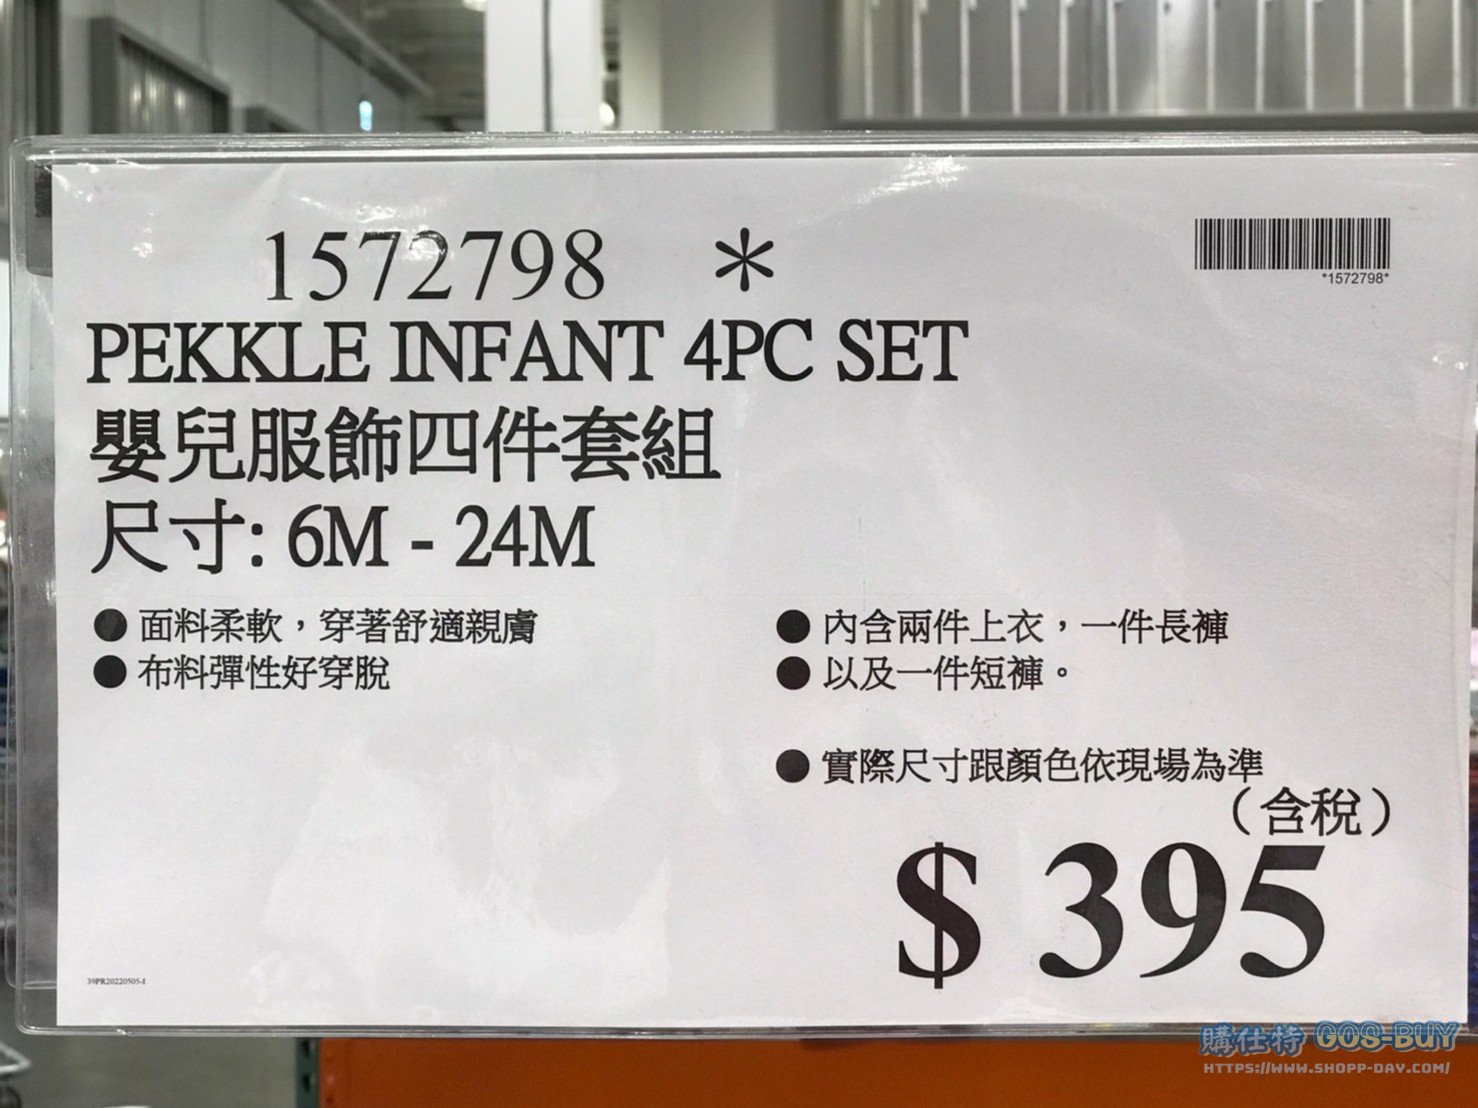 1572798 *
*1572798*
PEKKLE INFANT 4PC SET
嬰兒服飾四件套組
尺寸: 6M - 24M
● 面料柔軟，穿著舒適親膚
● 布料彈性好穿脫
● 內含兩件上衣，一件長褲
● 以及一件短褲。
● 實際尺寸跟顏色依現場為準
（含稅）
$ 395
39PR20220505-I
購仕特 GOS-BUY
HTTPS://WWW.SHOPP-DAY.COM/